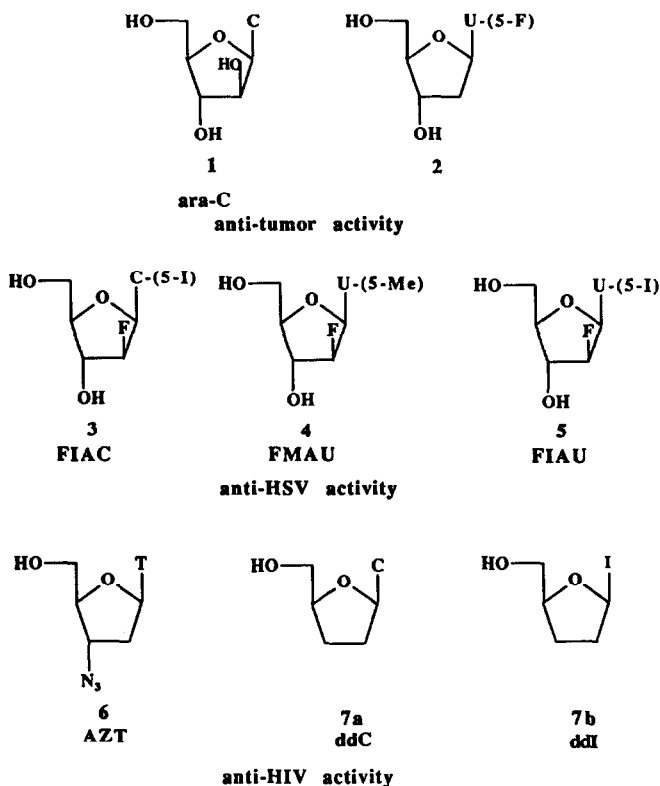 HO O C HO O U-(5-F)
HO
OH OH
1 2
ara-C
anti-tumor activity
HO O C-(5-I) HO O U-(5-Me) HO O U-(5-I)
F F F
OH OH OH
3 4 5
FIAC FMAU FIAU
anti-HSV activity
HO O T HO O C HO O I
N3
6 7a 7b
AZT ddC ddI
anti-HIV activity